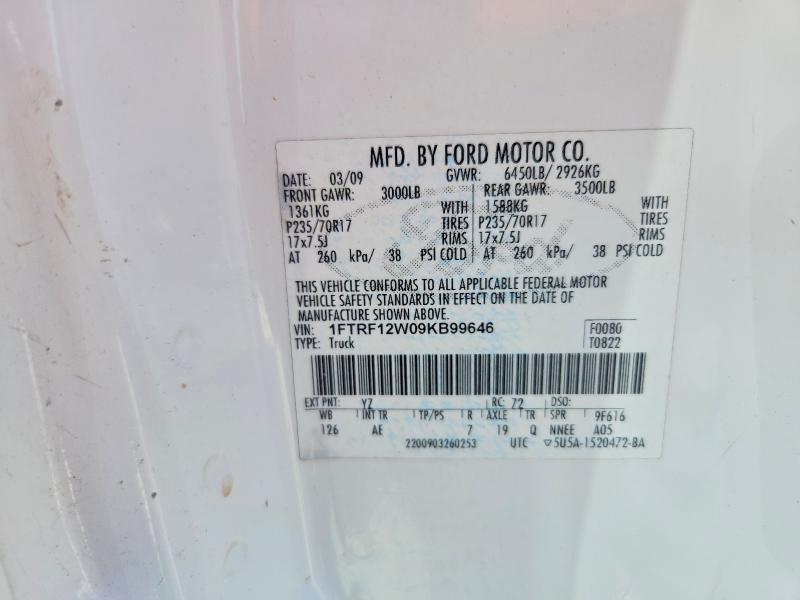 MFD. BY FORD MOTOR CO.
DATE: 03/09 GVWR: 6450LB/ 2926KG
FRONT GAWR: 3000LB REAR GAWR: 3500LB
1361KG WITH 1588KG WITH
P235/70R17 TIRES P235/70R17 TIRES
17x7.5J RIMS 17x7.5J RIMS
AT 260 kPa/ 38 PSI COLD AT 260 kPa/ 38 PSI COLD
THIS VEHICLE CONFORMS TO ALL APPLICABLE FEDERAL MOTOR
VEHICLE SAFETY STANDARDS IN EFFECT ON THE DATE OF
MANUFACTURE SHOWN ABOVE.
VIN: 1FTRF12W09KB99646 F0080
TYPE: Truck T0822
EXT PNT: YZ RC: 72 DSO:
WB INT TR TP/PS R AXLE TR SPR 9F616
126 AE 7 19 Q NNEE A05
2200903260253 UTC ▽5U5A-1520472-BA